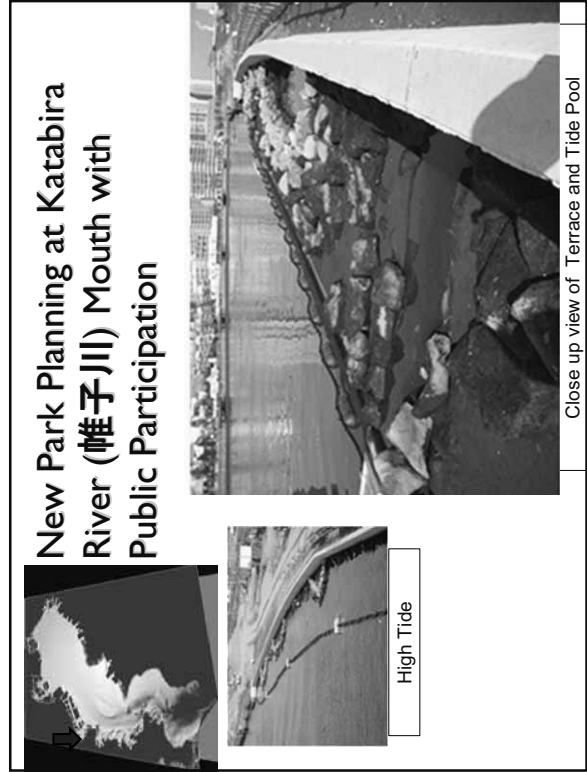 New Park Planning at Katabira
River (帷子川) Mouth with
Public Participation
High Tide
Close up view of Terrace and Tide Pool